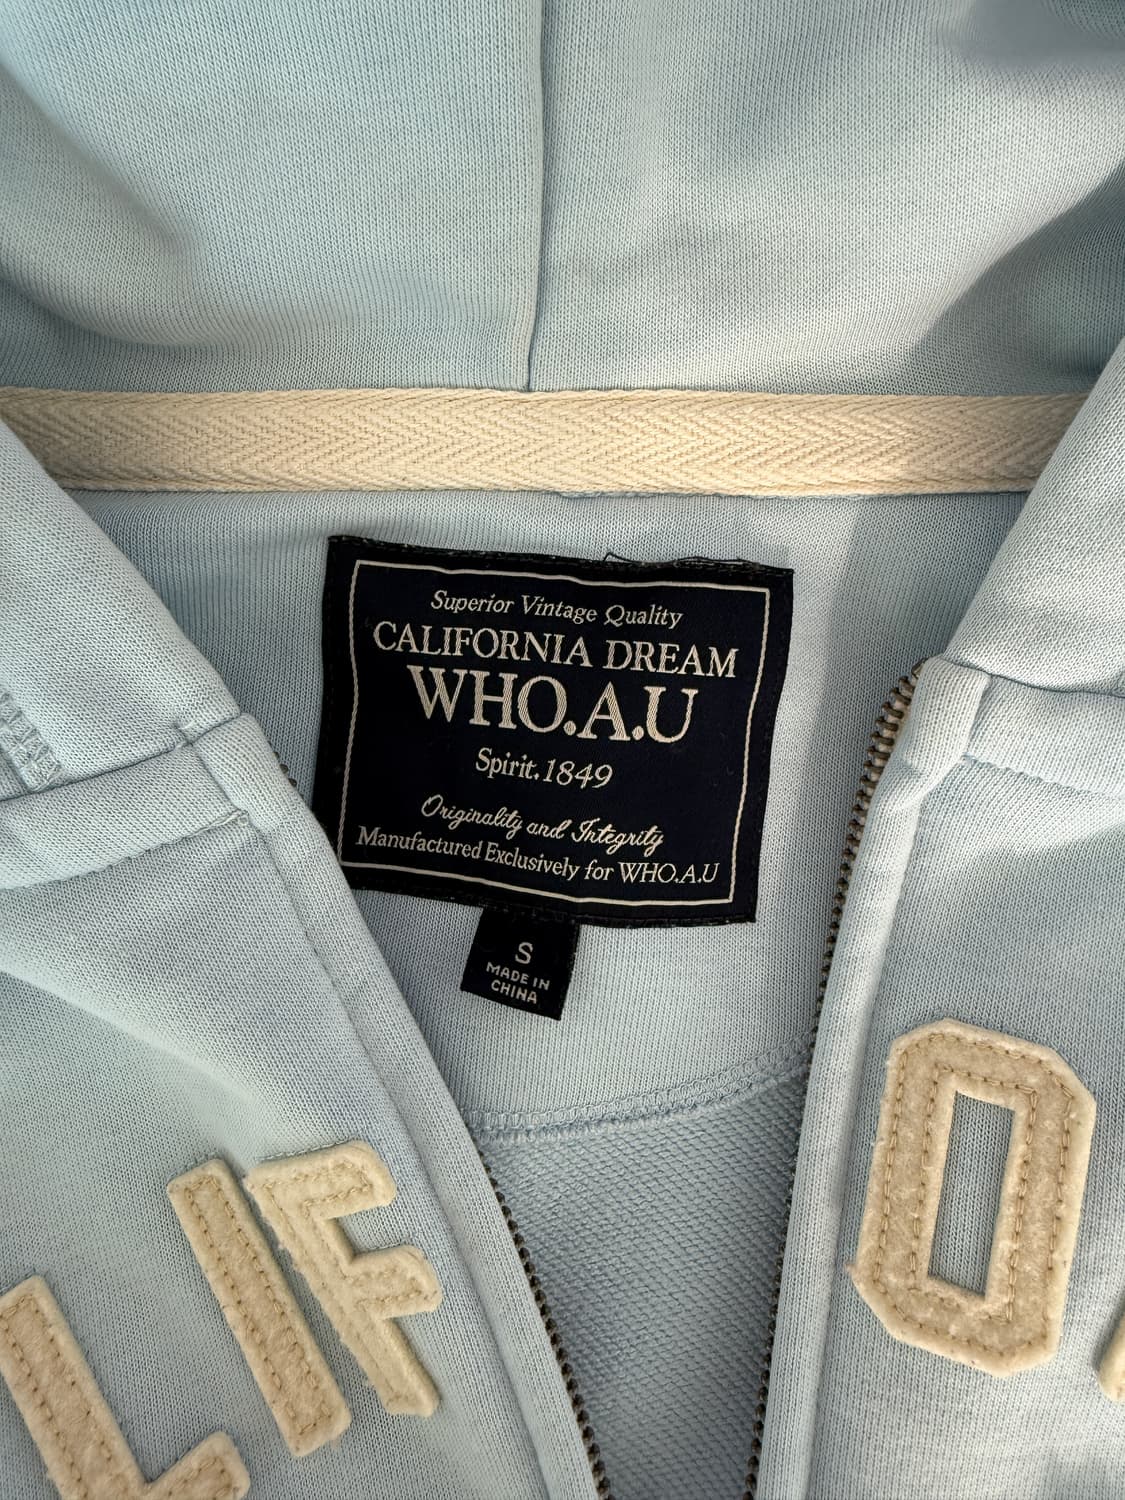 Superior Vintage Quality
CALIFORNIA DREAM
WHO.A.U
Spirit.1849
Originality and Integrity
Manufactured Exclusively for WHO.A.U
S
MADE IN
CHINA
LIF O